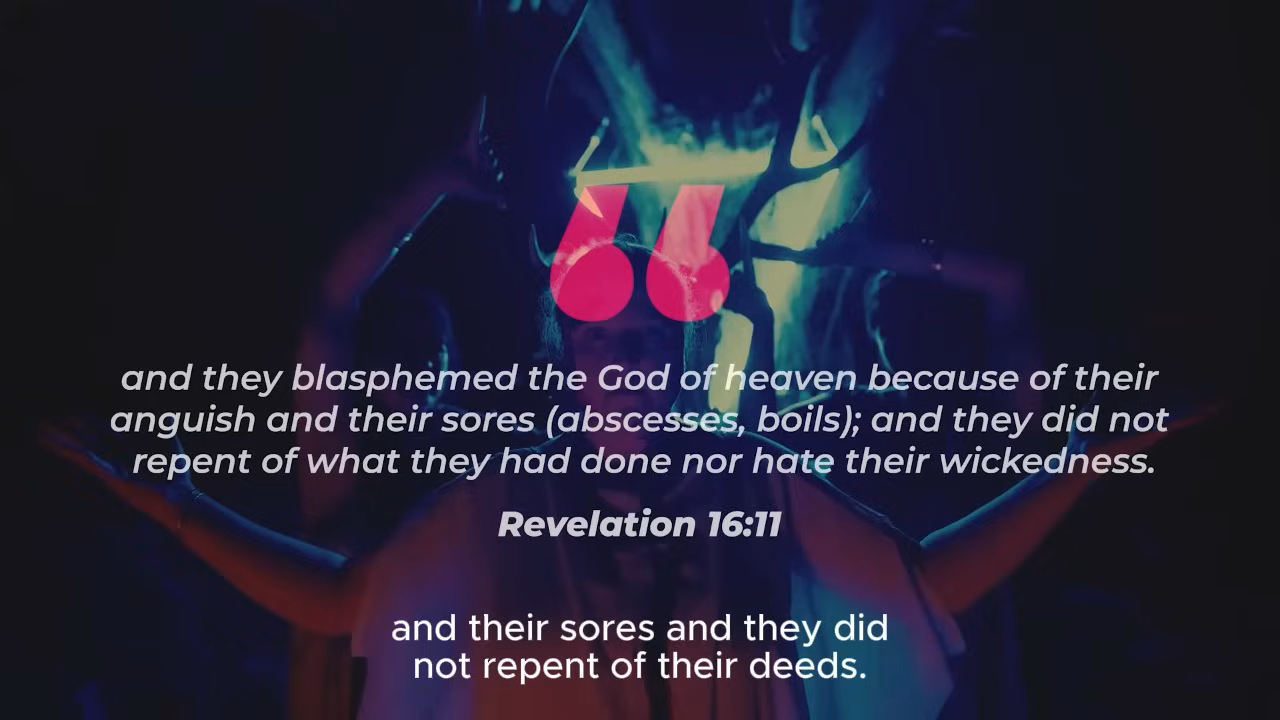 “
and they blasphemed the God of heaven because of their
anguish and their sores (abscesses, boils); and they did not
repent of what they had done nor hate their wickedness.
Revelation 16:11
and their sores and they did
not repent of their deeds.